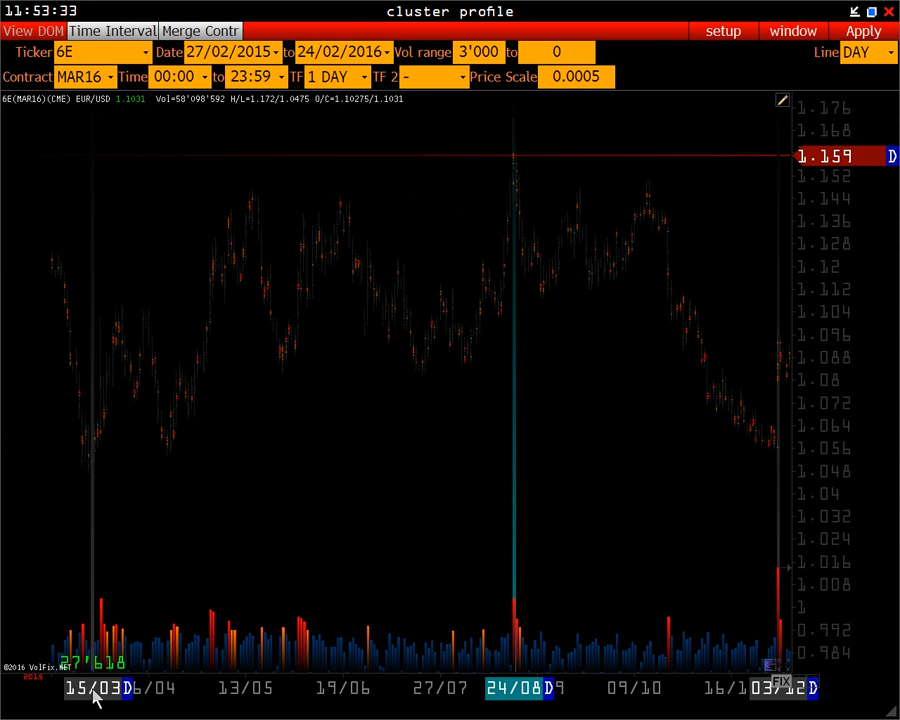 11:53:33 cluster profile
View DOM Time Interval Merge Contr setup window Apply
Ticker 6E Date 27/02/2015 to 24/02/2016 Vol range 3'000 to 0 Line DAY
Contract MAR16 Time 00:00 to 23:59 TF 1 DAY TF 2 - Price Scale 0.0005
6E(MAR16)(CME) EUR/USD 1.1031 Vol=58'098'592 H/L=1.172/1.0475 O/C=1.10275/1.1031
1.176
1.168
1.159 D
1.152
1.144
1.136
1.128
1.12
1.112
1.104
1.096
1.088
1.08
1.072
1.064
1.056
1.048
1.04
1.032
1.024
1.016
1.008
1
0.992
0.984
27'618
©2016 VolFix.NET
2015
FIX
15/03 D 6/04 13/05 19/06 27/07 24/08 D 9 09/10 16/1 03/12 D